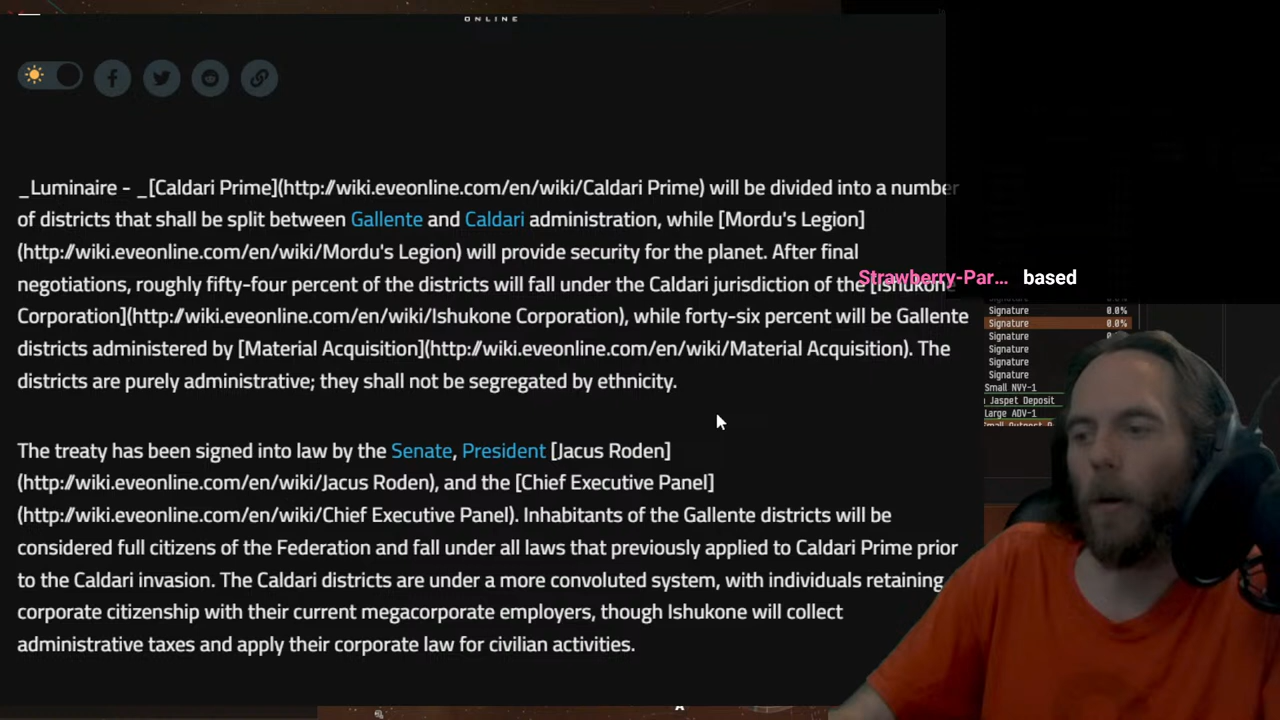 ONLINE
_Luminaire - _[Caldari Prime](http://wiki.eveonline.com/en/wiki/Caldari Prime) will be divided into a number
of districts that shall be split between Gallente and Caldari administration, while [Mordu's Legion]
(http://wiki.eveonline.com/en/wiki/Mordu's Legion) will provide security for the planet. After final
negotiations, roughly fifty-four percent of the districts will fall under the Caldari jurisdiction of the [Ishukone
Corporation](http://wiki.eveonline.com/en/wiki/Ishukone Corporation), while forty-six percent will be Gallente
districts administered by [Material Acquisition](http://wiki.eveonline.com/en/wiki/Material Acquisition). The
districts are purely administrative; they shall not be segregated by ethnicity.
The treaty has been signed into law by the Senate, President [Jacus Roden]
(http://wiki.eveonline.com/en/wiki/Jacus Roden), and the [Chief Executive Panel]
(http://wiki.eveonline.com/en/wiki/Chief Executive Panel). Inhabitants of the Gallente districts will be
considered full citizens of the Federation and fall under all laws that previously applied to Caldari Prime prior
to the Caldari invasion. The Caldari districts are under a more convoluted system, with individuals retaining
corporate citizenship with their current megacorporate employers, though Ishukone will collect
administrative taxes and apply their corporate law for civilian activities.
Strawberry-Par... based
Signature 0.0%
Signature 0.0%
Signature 0.0%
Signature
Signature
Signature
Signature
Small NVY-1
Jaspet Deposit
Large ADV-1
Small Outpost